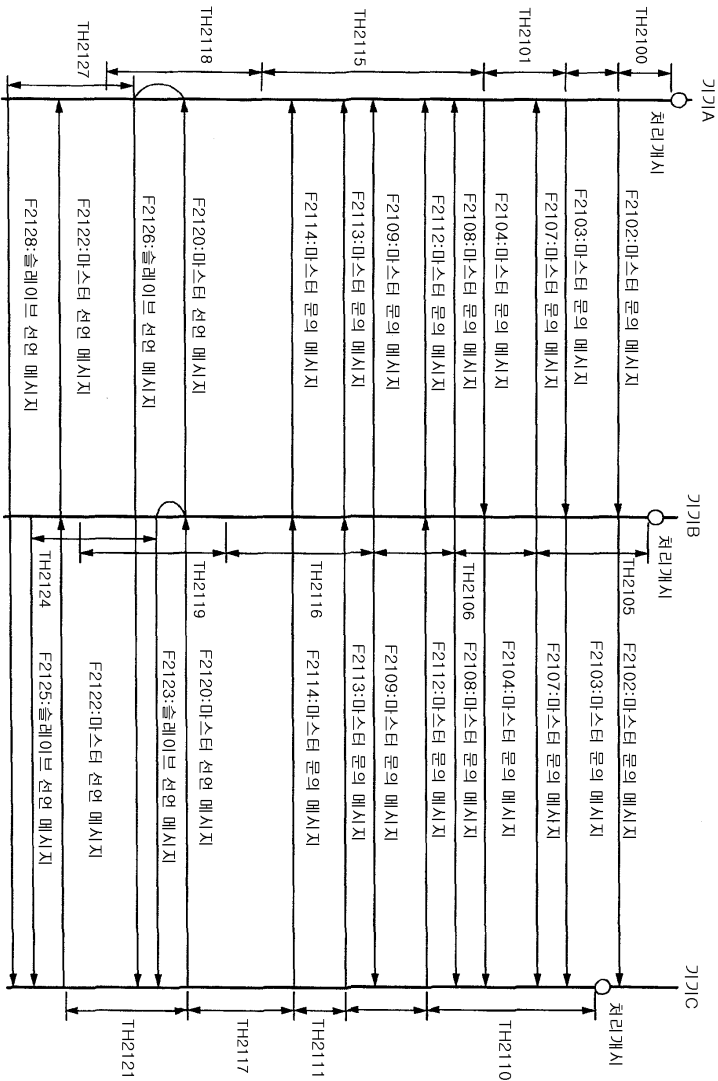 기기A
기기B
기기C
처리개시
처리개시
처리개시
TH2100
F2102:마스터 문의 메시지
TH2105
F2102:마스터 문의 메시지
F2103:마스터 문의 메시지
F2103:마스터 문의 메시지
TH2101
F2107:마스터 문의 메시지
F2107:마스터 문의 메시지
F2104:마스터 문의 메시지
F2104:마스터 문의 메시지
TH2110
F2108:마스터 문의 메시지
TH2106
F2108:마스터 문의 메시지
F2112:마스터 문의 메시지
F2112:마스터 문의 메시지
F2109:마스터 문의 메시지
F2109:마스터 문의 메시지
TH2115
F2113:마스터 문의 메시지
F2113:마스터 문의 메시지
F2114:마스터 문의 메시지
TH2116
F2114:마스터 문의 메시지
TH2111
TH2118
TH2117
F2120:마스터 선언 메시지
TH2119
F2120:마스터 선언 메시지
F2126:슬레이브 선언 메시지
F2123:슬레이브 선언 메시지
TH2121
TH2127
F2122:마스터 선언 메시지
F2122:마스터 선언 메시지
TH2124
F2125:슬레이브 선언 메시지
F2128:슬레이브 선언 메시지